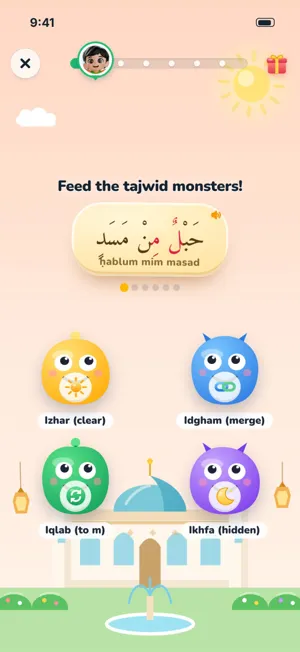 9:41
Feed the tajwid monsters!
حَبْلٌ مِنْ مَسَد
ḥablum mim masad
Izhar (clear)
Idgham (merge)
Iqlab (to m)
Ikhfa (hidden)